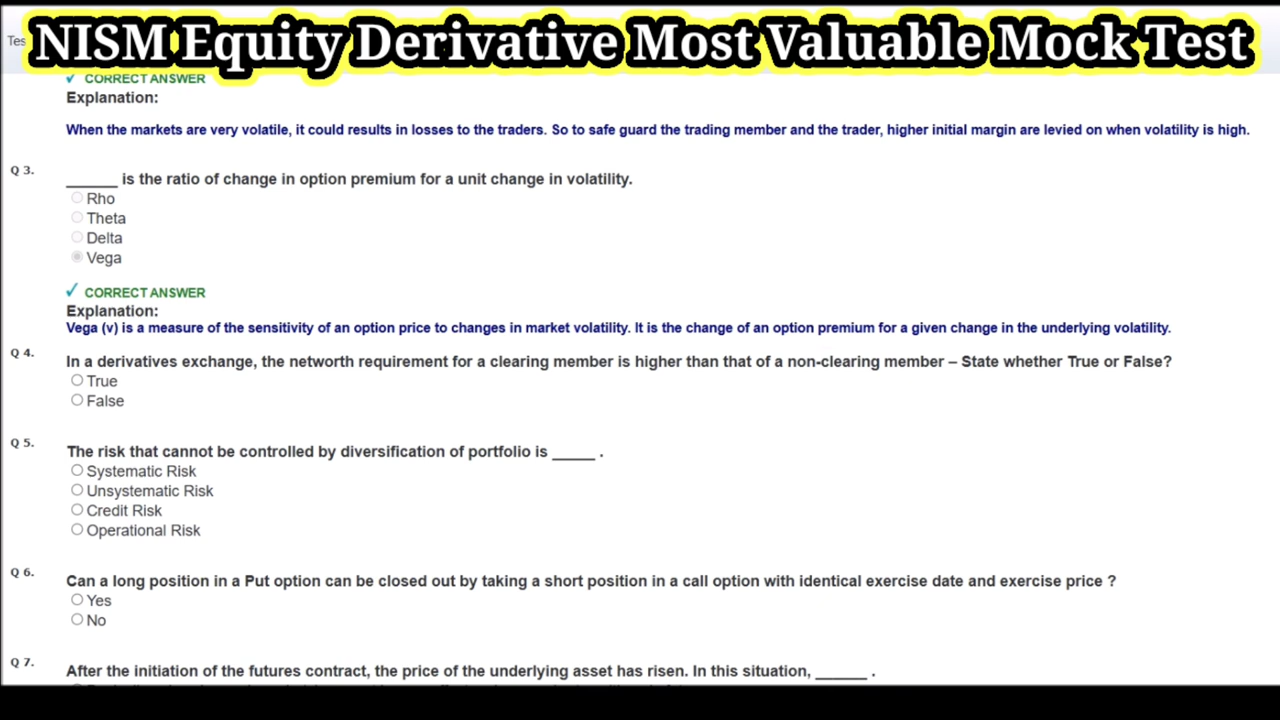 NISM Equity Derivative Most Valuable Mock Test
Tes
✓ CORRECT ANSWER
Explanation:
When the markets are very volatile, it could results in losses to the traders. So to safe guard the trading member and the trader, higher initial margin are levied on when volatility is high.
Q 3.
______ is the ratio of change in option premium for a unit change in volatility.
Rho
Theta
Delta
Vega
✓ CORRECT ANSWER
Explanation:
Vega (v) is a measure of the sensitivity of an option price to changes in market volatility. It is the change of an option premium for a given change in the underlying volatility.
Q 4.
In a derivatives exchange, the networth requirement for a clearing member is higher than that of a non-clearing member – State whether True or False?
True
False
Q 5.
The risk that cannot be controlled by diversification of portfolio is _____ .
Systematic Risk
Unsystematic Risk
Credit Risk
Operational Risk
Q 6.
Can a long position in a Put option can be closed out by taking a short position in a call option with identical exercise date and exercise price ?
Yes
No
Q 7.
After the initiation of the futures contract, the price of the underlying asset has risen. In this situation, ______ .